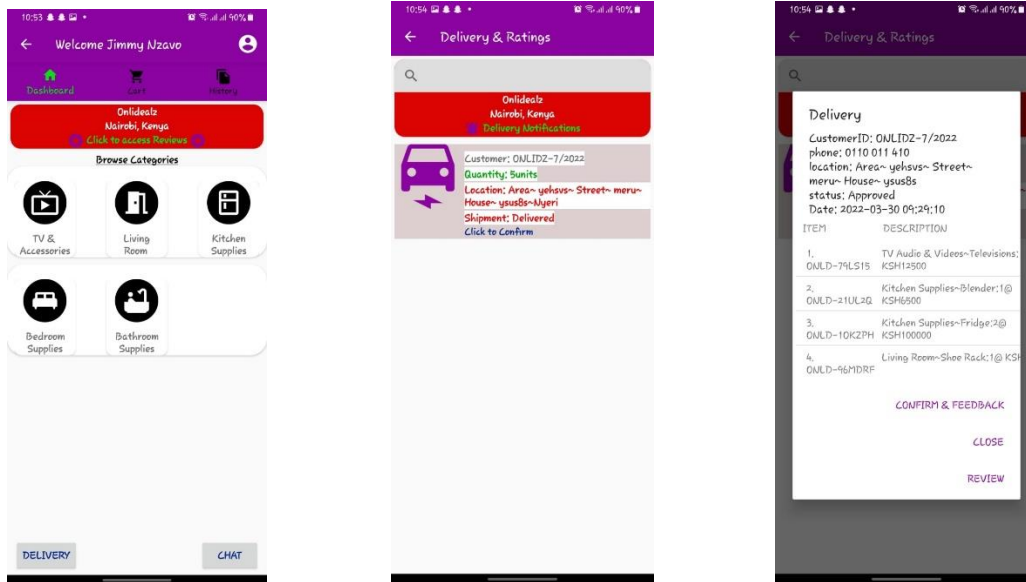 10:53
90%
Welcome Jimmy Nzavo
Dashboard Cart History
Onlidealz
Nairobi, Kenya
Click to access Reviews
Browse Categories
TV &
Accessories
Living
Room
Kitchen
Supplies
Bedroom
Supplies
Bathroom
Supplies
DELIVERY CHAT
10:54
90%
Delivery & Ratings
Onlidealz
Nairobi, Kenya
Delivery Notifications
Customer: ONLIDZ-7/2022
Quantity: 5units
Location: Area~ yehsvs~ Street~ meru~
House~ ysus8s~Nyeri
Shipment: Delivered
Click to Confirm
10:54
90%
Delivery & Ratings
Delivery
CustomerID: ONLIDZ-7/2022
phone: 0110 011 410
location: Area~ yehsvs~ Street~
meru~ House~ ysus8s
status: Approved
Date: 2022-03-30 09:29:10
ITEM DESCRIPTION
1. TV Audio & Videos~Televisions:
ONLD-79LS15 KSH12500
2. Kitchen Supplies~Blender:1@
ONLD-21UL2Q KSH6500
3. Kitchen Supplies~Fridge:2@
ONLD-10KZPH KSH100000
4. Living Room~Shoe Rack:1@ KSH
ONLD-96MDRF
CONFIRM & FEEDBACK
CLOSE
REVIEW